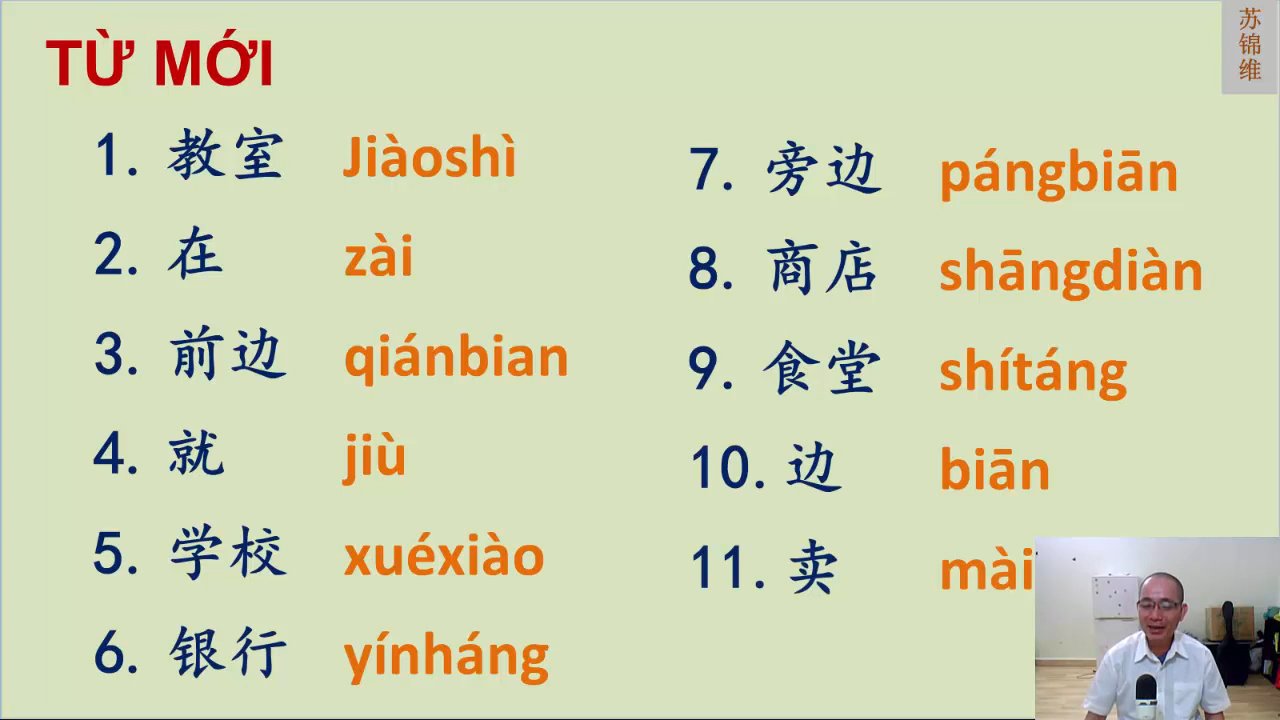 TỪ MỚI
1. 教室 Jiàoshì
2. 在 zài
3. 前边 qiánbian
4. 就 jiù
5. 学校 xuéxiào
6. 银行 yínháng
7. 旁边 pángbiān
8. 商店 shāngdiàn
9. 食堂 shítáng
10. 边 biān
11. 卖 mài
苏锦维